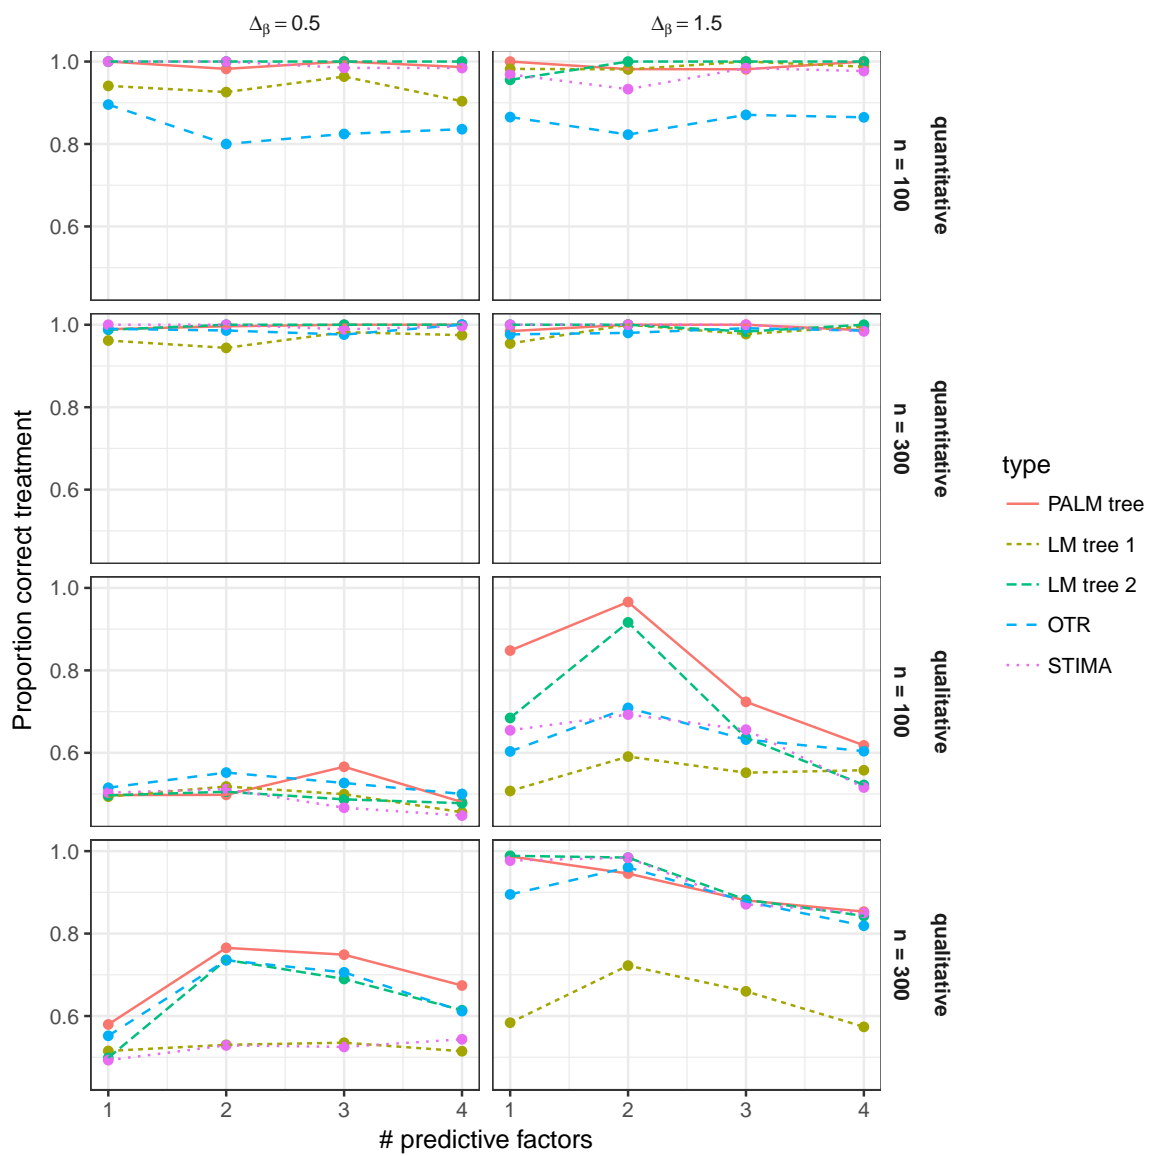 Δβ = 0.5
Δβ = 1.5
1.0
0.8
0.6
quantitative
n = 100
1.0
0.8
0.6
quantitative
n = 300
1.0
0.8
0.6
qualitative
n = 100
1.0
0.8
0.6
qualitative
n = 300
1 2 3 4
1 2 3 4
# predictive factors
Proportion correct treatment
type
PALM tree
LM tree 1
LM tree 2
OTR
STIMA